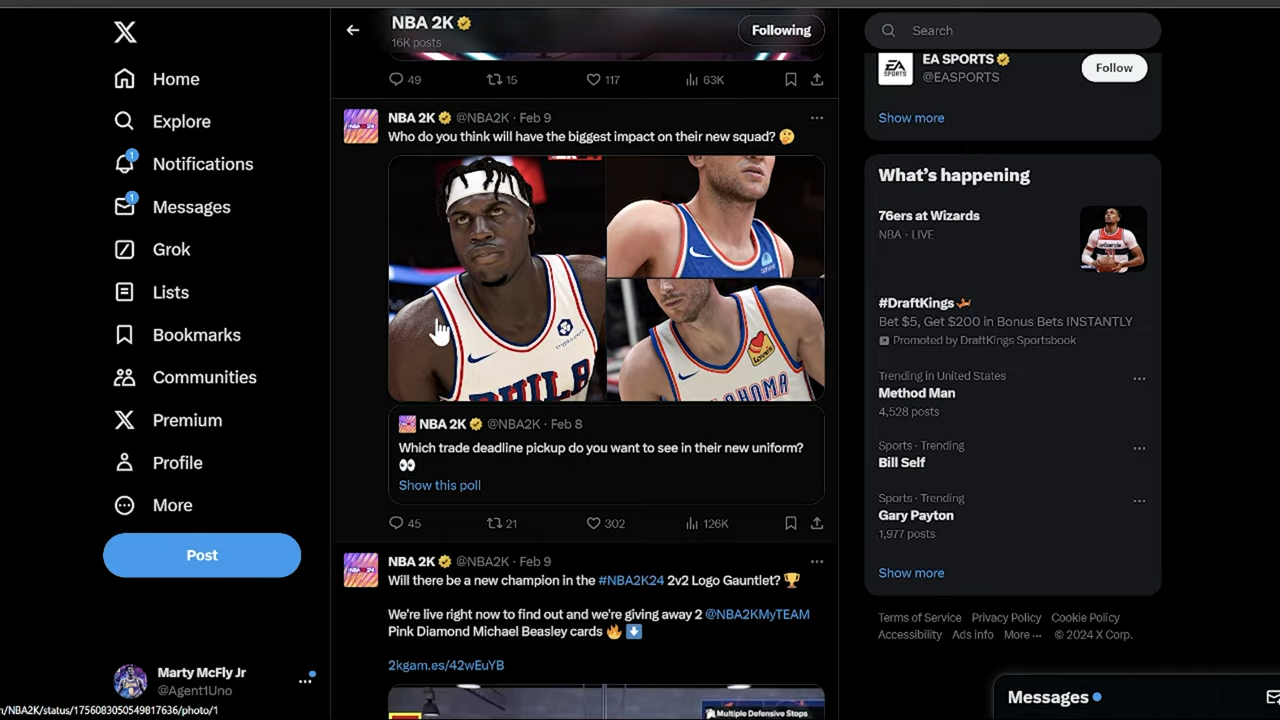 Home
Explore
1
Notifications
1
Messages
Grok
Lists
Bookmarks
Communities
Premium
Profile
More
Post
Marty McFly Jr
@Agent1Uno
n/NBA2K/status/1756083050549817636/photo/1
NBA 2K
16K posts
Following
49 15 117 63K
NBA 2K @NBA2K · Feb 9
Who do you think will have the biggest impact on their new squad? 🤔
crypto.com
PHILA
Love's
OKLAHOMA
NBA 2K @NBA2K · Feb 8
Which trade deadline pickup do you want to see in their new uniform?
👀
Show this poll
45 21 302 126K
NBA 2K @NBA2K · Feb 9
Will there be a new champion in the #NBA2K24 2v2 Logo Gauntlet? 🏆
We're live right now to find out and we're giving away 2 @NBA2KMyTEAM
Pink Diamond Michael Beasley cards 🔥 ⬇️
2kgam.es/42wEuYB
Multiple Defensive Stops
Search
EA SPORTS
EA SPORTS
@EASPORTS
Follow
Show more
What's happening
76ers at Wizards
NBA · LIVE
#DraftKings
Bet $5, Get $200 in Bonus Bets INSTANTLY
Promoted by DraftKings Sportsbook
Trending in United States
Method Man
4,528 posts
Sports · Trending
Bill Self
Sports · Trending
Gary Payton
1,977 posts
Show more
Terms of Service Privacy Policy Cookie Policy
Accessibility Ads info More ··· © 2024 X Corp.
Messages